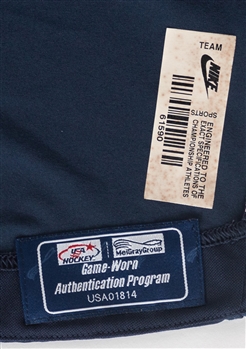 TEAM
NIKE
SPORTS
ENGINEERED TO THE
EXACT SPECIFICATIONS OF
CHAMPIONSHIP ATHLETES
61590
USA
HOCKEY
MeiGrayGroup
Game-Worn
Authentication Program
USA01814